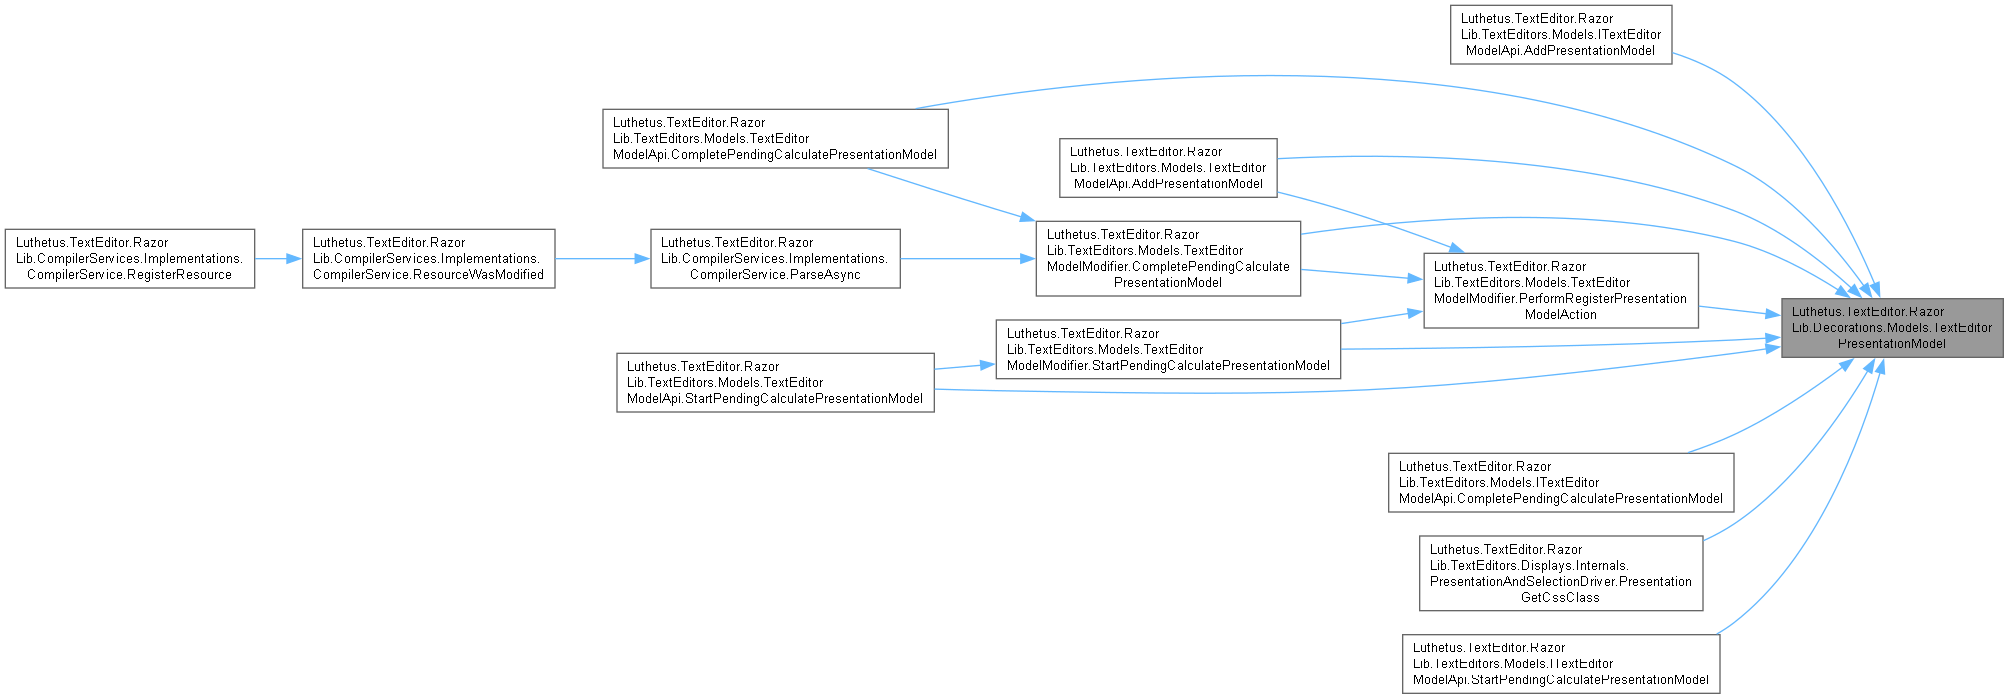 Luthetus.TextEditor.Razor
Lib.TextEditors.Models.ITextEditor
ModelApi.AddPresentationModel
Luthetus.TextEditor.Razor
Lib.TextEditors.Models.TextEditor
ModelApi.CompletePendingCalculatePresentationModel
Luthetus.TextEditor.Razor
Lib.TextEditors.Models.TextEditor
ModelApi.AddPresentationModel
Luthetus.TextEditor.Razor
Lib.CompilerServices.Implementations.
CompilerService.RegisterResource
Luthetus.TextEditor.Razor
Lib.CompilerServices.Implementations.
CompilerService.ResourceWasModified
Luthetus.TextEditor.Razor
Lib.CompilerServices.Implementations.
CompilerService.ParseAsync
Luthetus.TextEditor.Razor
Lib.TextEditors.Models.TextEditor
ModelModifier.CompletePendingCalculate
PresentationModel
Luthetus.TextEditor.Razor
Lib.TextEditors.Models.TextEditor
ModelModifier.PerformRegisterPresentation
ModelAction
Luthetus.TextEditor.Razor
Lib.Decorations.Models.TextEditor
PresentationModel
Luthetus.TextEditor.Razor
Lib.TextEditors.Models.TextEditor
ModelModifier.StartPendingCalculatePresentationModel
Luthetus.TextEditor.Razor
Lib.TextEditors.Models.TextEditor
ModelApi.StartPendingCalculatePresentationModel
Luthetus.TextEditor.Razor
Lib.TextEditors.Models.ITextEditor
ModelApi.CompletePendingCalculatePresentationModel
Luthetus.TextEditor.Razor
Lib.TextEditors.Displays.Internals.
PresentationAndSelectionDriver.Presentation
GetCssClass
Luthetus.TextEditor.Razor
Lib.TextEditors.Models.ITextEditor
ModelApi.StartPendingCalculatePresentationModel